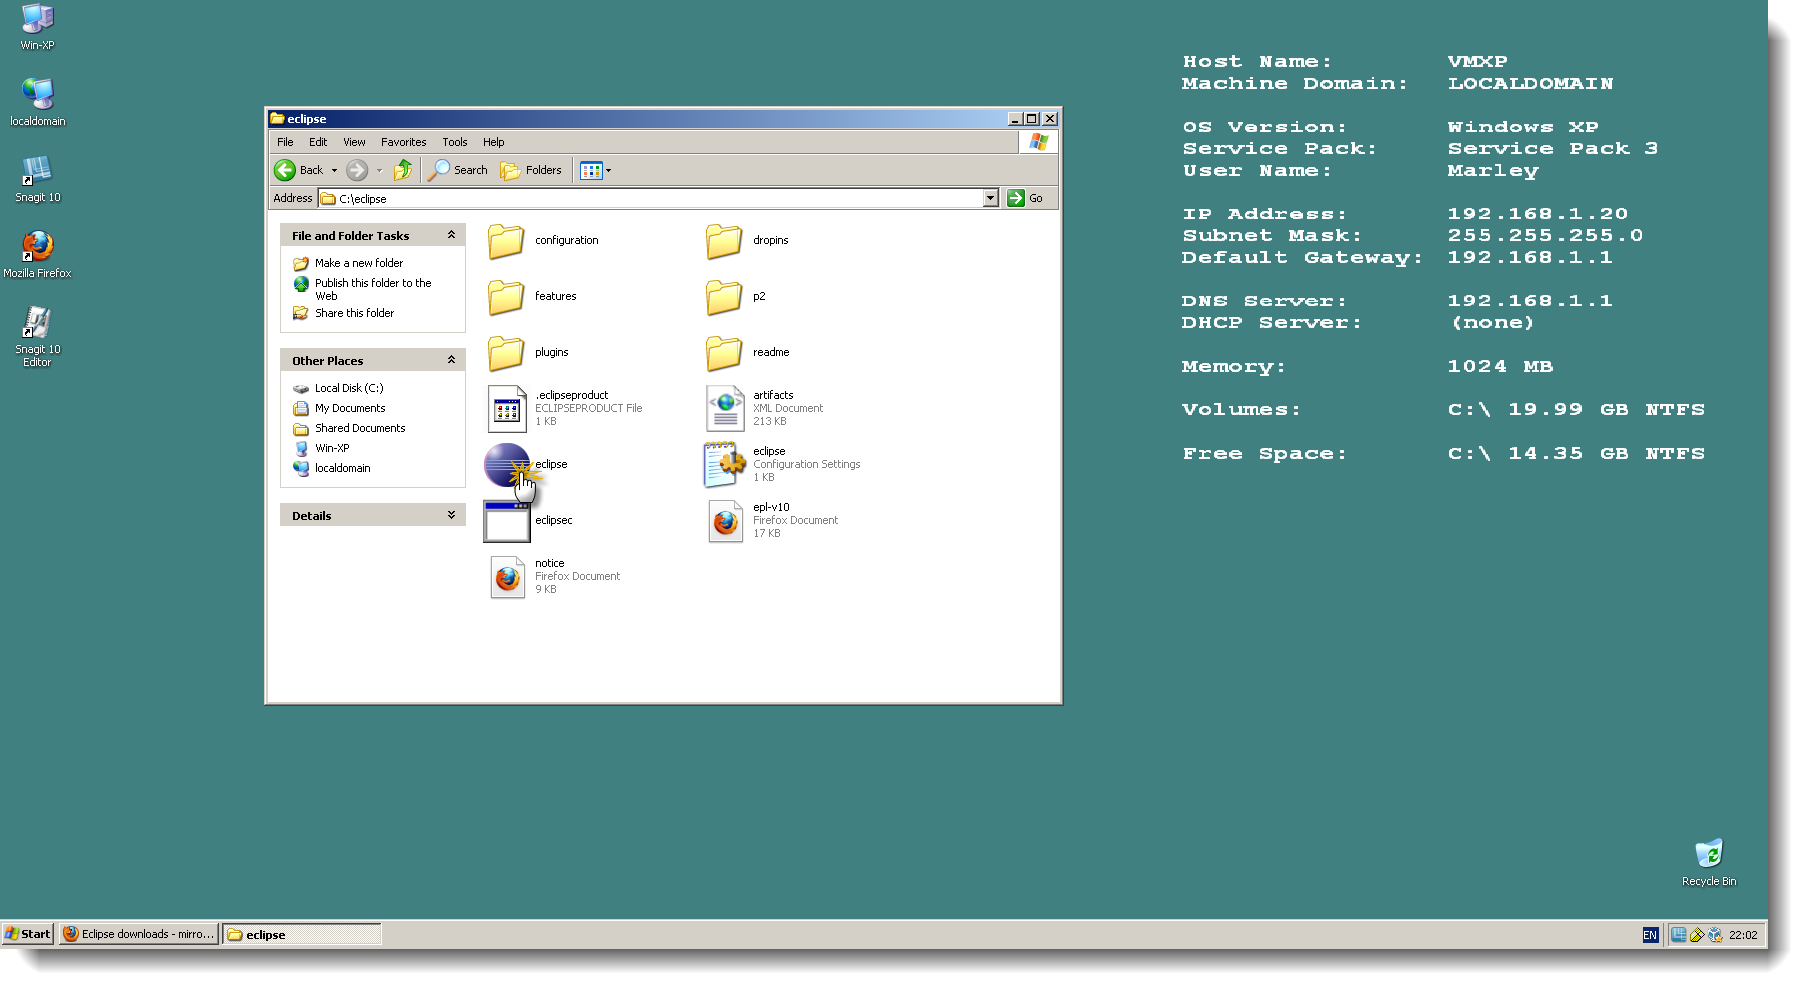 Win-XP
localdomain
Snagit 10
Mozilla Firefox
Snagit 10
Editor
eclipse
File Edit View Favorites Tools Help
Back Search Folders
Address C:\eclipse Go
File and Folder Tasks
Make a new folder
Publish this folder to the
Web
Share this folder
Other Places
Local Disk (C:)
My Documents
Shared Documents
Win-XP
localdomain
Details
configuration
dropins
features
p2
plugins
readme
.eclipseproduct
ECLIPSEPRODUCT File
1 KB
artifacts
XML Document
213 KB
eclipse
eclipse
Configuration Settings
1 KB
eclipsec
epl-v10
Firefox Document
17 KB
notice
Firefox Document
9 KB
Host Name: VMXP
Machine Domain: LOCALDOMAIN
OS Version: Windows XP
Service Pack: Service Pack 3
User Name: Marley
IP Address: 192.168.1.20
Subnet Mask: 255.255.255.0
Default Gateway: 192.168.1.1
DNS Server: 192.168.1.1
DHCP Server: (none)
Memory: 1024 MB
Volumes: C:\ 19.99 GB NTFS
Free Space: C:\ 14.35 GB NTFS
Recycle Bin
Start Eclipse downloads - mirro... eclipse EN 22:02